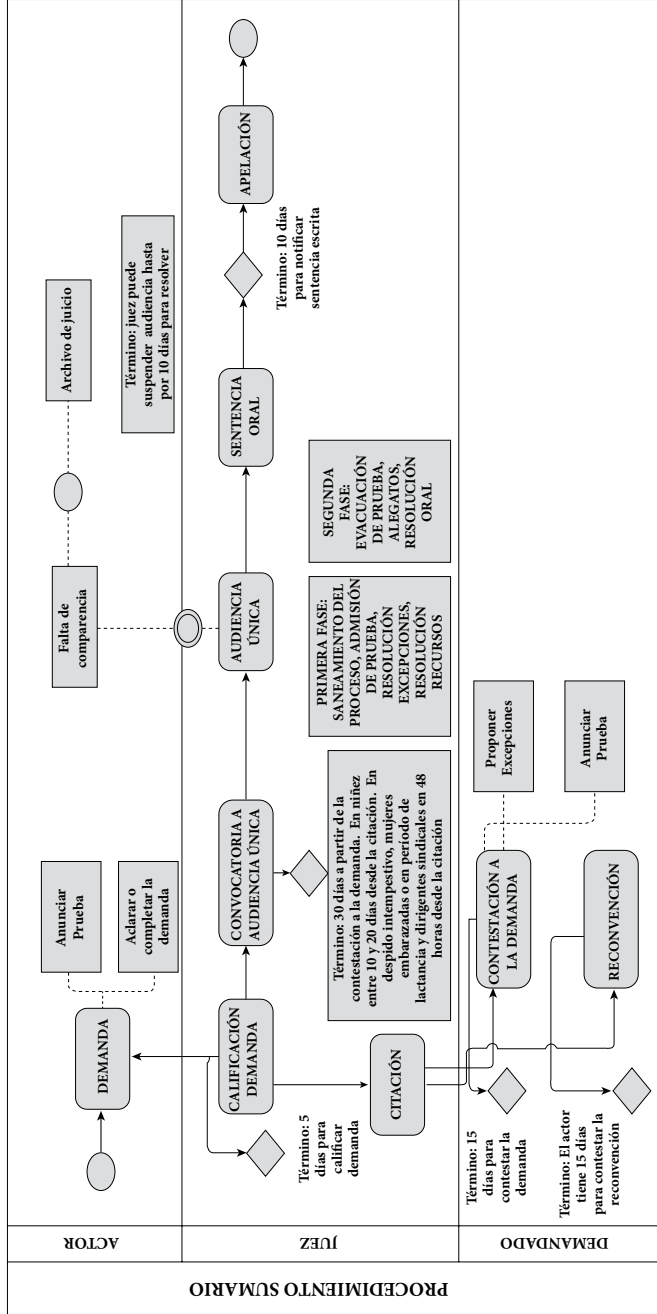 PROCEDIMIENTO SUMARIO
ACTOR
DEMANDA
Anunciar
Prueba
Aclarar o
completar la
demanda
Falta de
comparencia
Archivo de juicio
Término: juez puede
suspender audiencia hasta
por 10 días para resolver
JUEZ
CALIFICACIÓN
DEMANDA
Término: 5
días para
calificar
demanda
CITACIÓN
CONVOCATORIA A
AUDIENCIA ÚNICA
Término: 30 días a partir de la
contestación a la demanda. En niñez
entre 10 y 20 días desde la citación. En
despido intempestivo, mujeres
embarazadas o en período de
lactancia y dirigentes sindicales en 48
horas desde la citación
AUDIENCIA
ÚNICA
PRIMERA FASE:
SANEAMIENTO DEL
PROCESO, ADMISIÓN
DE PRUEBA,
RESOLUCIÓN
EXCEPCIONES,
RESOLUCIÓN
RECURSOS
SEGUNDA
FASE:
EVACUACIÓN
DE PRUEBA,
ALEGATOS,
RESOLUCIÓN
ORAL
SENTENCIA
ORAL
Término: 10 días
para notificar
sentencia escrita
APELACIÓN
DEMANDADO
Término: 15
días para
contestar la
demanda
CONTESTACIÓN A
LA DEMANDA
Proponer
Excepciones
Anunciar
Prueba
Término: El actor
tiene 15 días
para contestar la
reconvención
RECONVENCIÓN